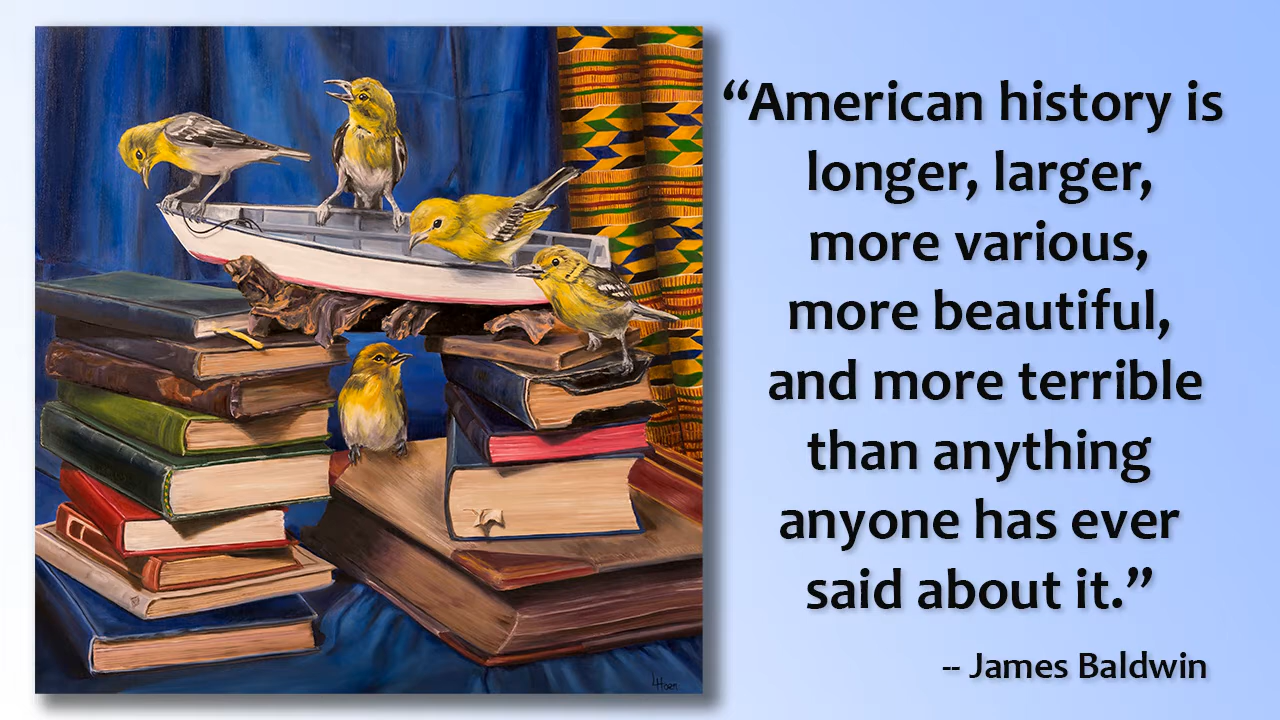 “American history is
longer, larger,
more various,
more beautiful,
and more terrible
than anything
anyone has ever
said about it.”
-- James Baldwin
LHorn